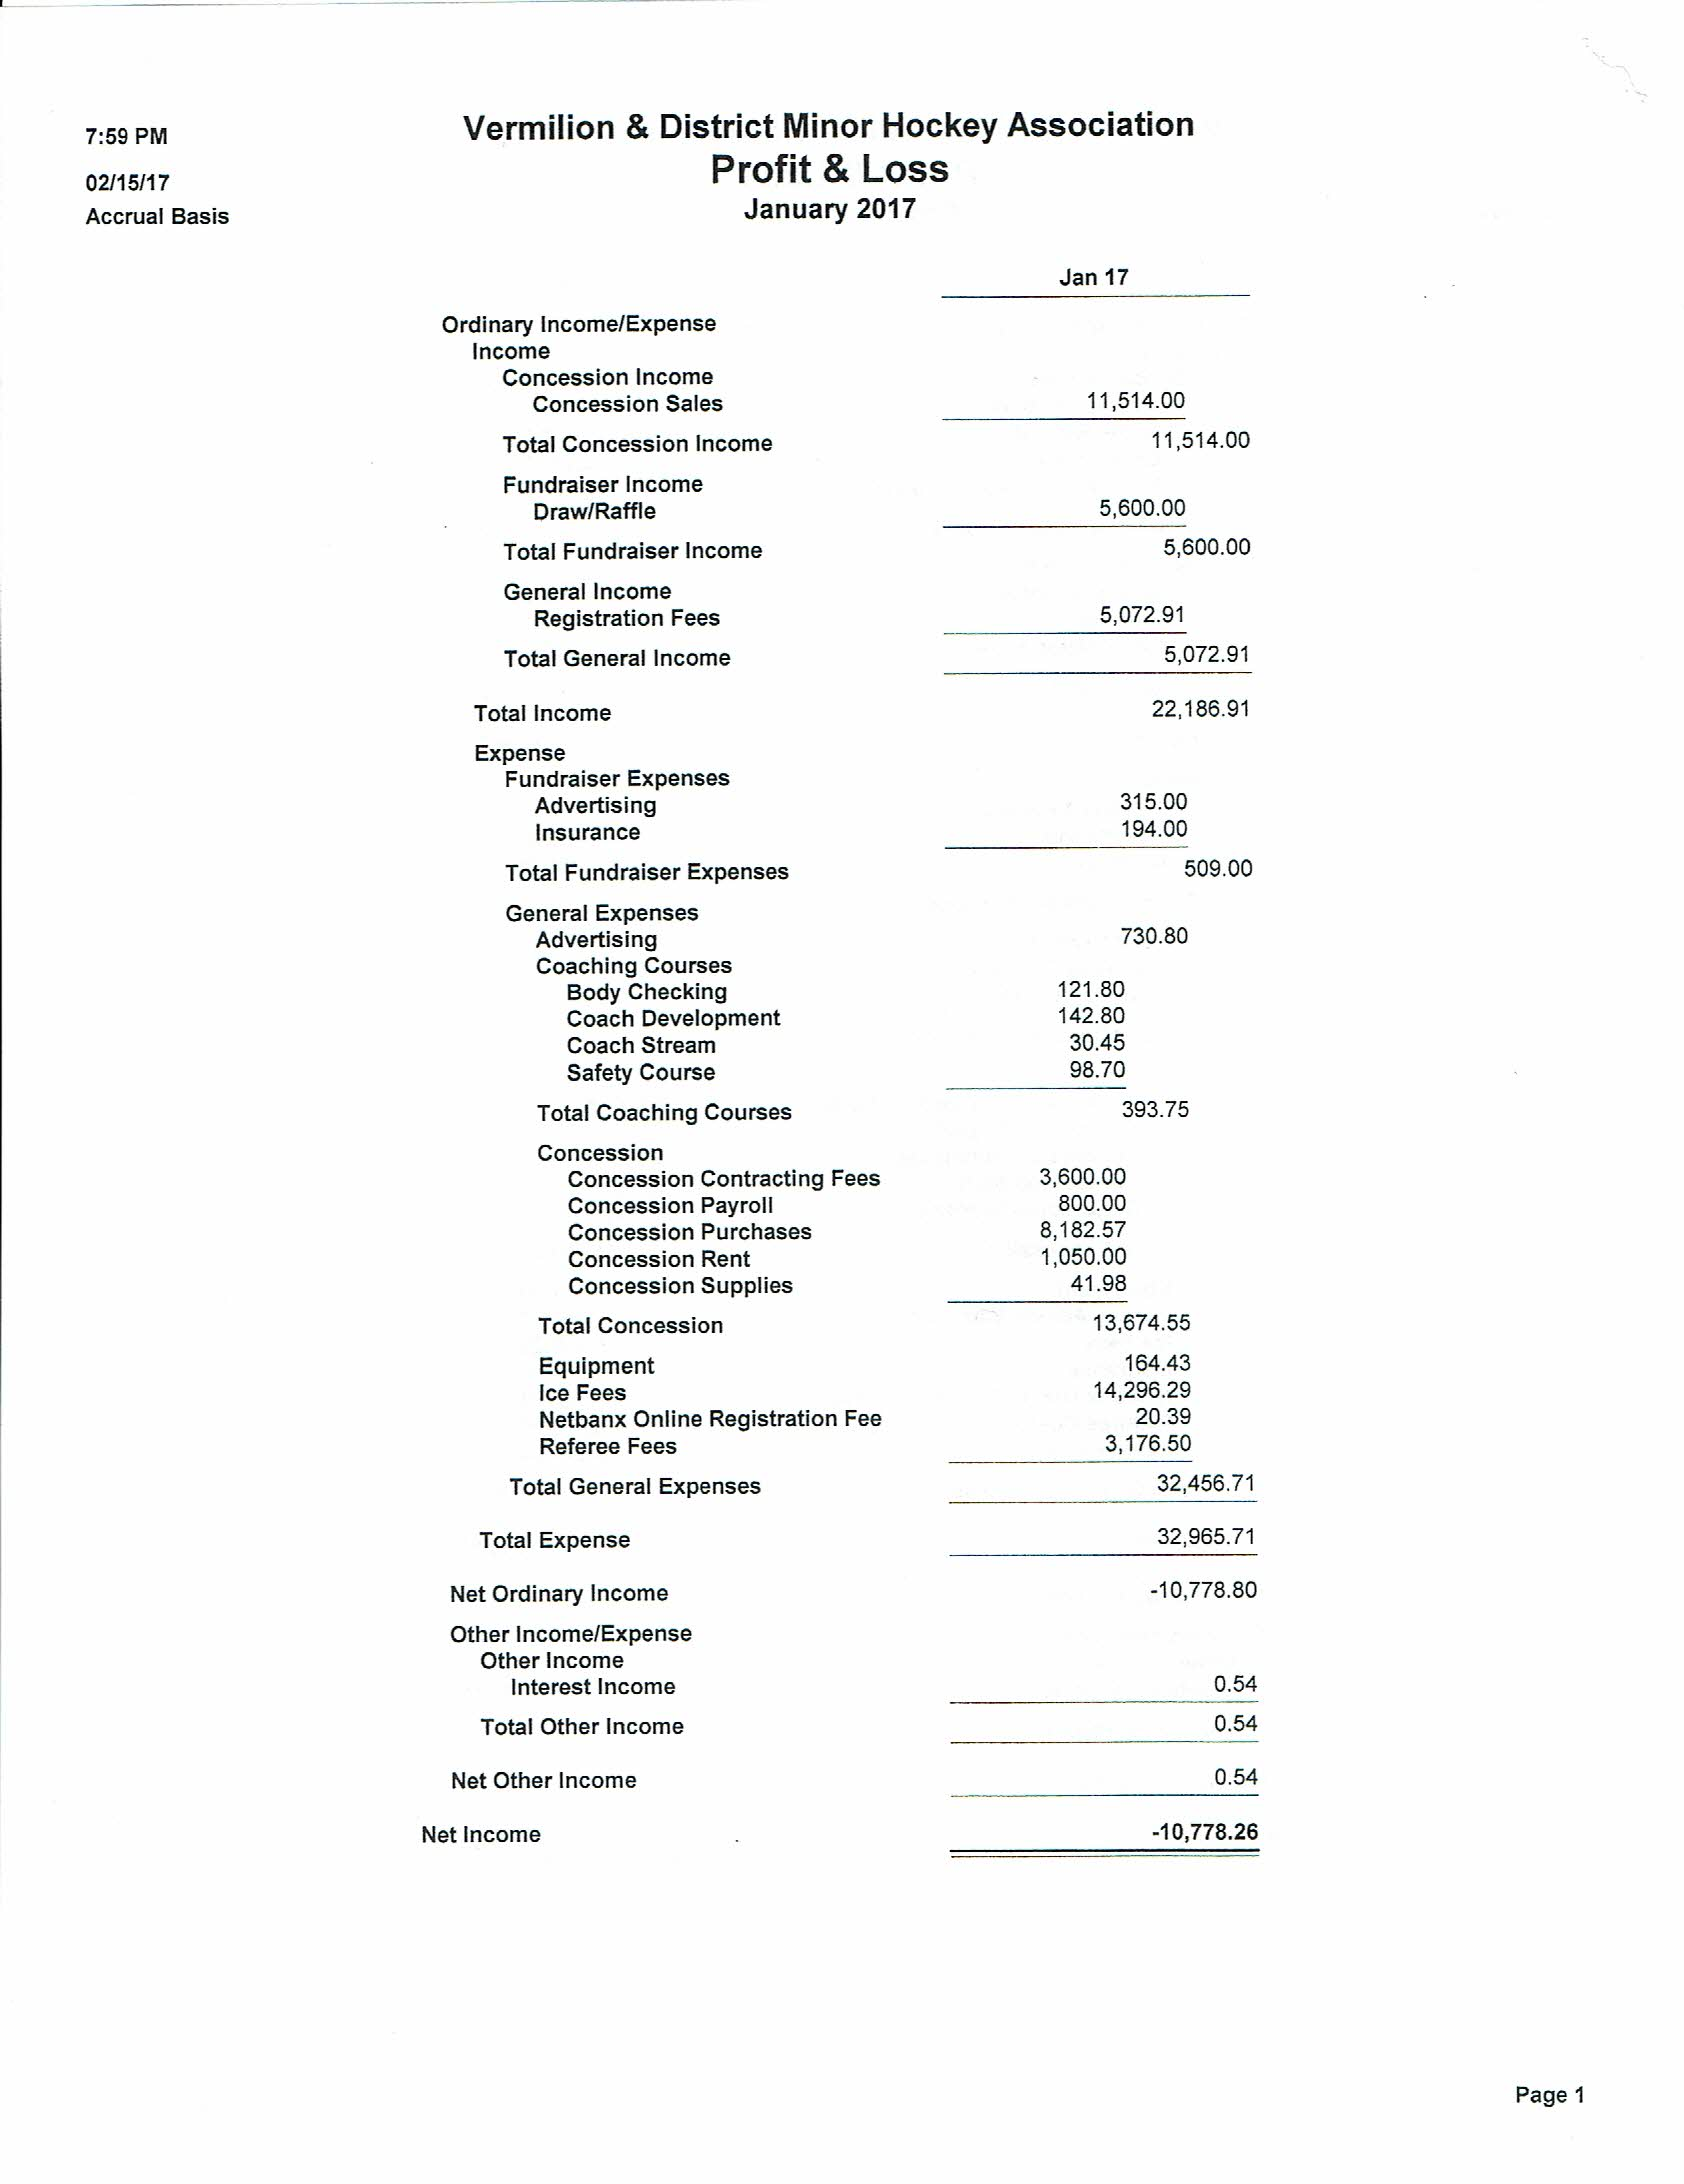 7:59 PM
02/15/17
Accrual Basis
Vermilion & District Minor Hockey Association
Profit & Loss
January 2017
Jan 17
Ordinary Income/Expense
Income
Concession Income
Concession Sales 11,514.00
Total Concession Income 11,514.00
Fundraiser Income
Draw/Raffle 5,600.00
Total Fundraiser Income 5,600.00
General Income
Registration Fees 5,072.91
Total General Income 5,072.91
Total Income 22,186.91
Expense
Fundraiser Expenses
Advertising 315.00
Insurance 194.00
Total Fundraiser Expenses 509.00
General Expenses
Advertising 730.80
Coaching Courses
Body Checking 121.80
Coach Development 142.80
Coach Stream 30.45
Safety Course 98.70
Total Coaching Courses 393.75
Concession
Concession Contracting Fees 3,600.00
Concession Payroll 800.00
Concession Purchases 8,182.57
Concession Rent 1,050.00
Concession Supplies 41.98
Total Concession 13,674.55
Equipment 164.43
Ice Fees 14,296.29
Netbanx Online Registration Fee 20.39
Referee Fees 3,176.50
Total General Expenses 32,456.71
Total Expense 32,965.71
Net Ordinary Income -10,778.80
Other Income/Expense
Other Income
Interest Income 0.54
Total Other Income 0.54
Net Other Income 0.54
Net Income -10,778.26
Page 1